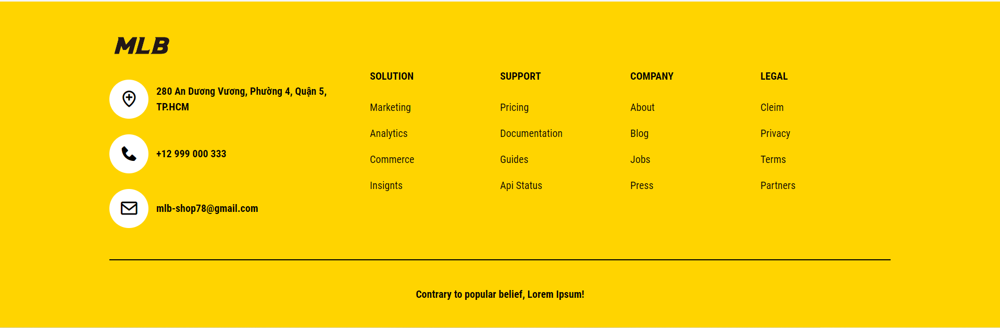 MLB
280 An Dương Vương, Phường 4, Quận 5,
TP.HCM
+12 999 000 333
mlb-shop78@gmail.com
SOLUTION
Marketing
Analytics
Commerce
Insignts
SUPPORT
Pricing
Documentation
Guides
Api Status
COMPANY
About
Blog
Jobs
Press
LEGAL
Cleim
Privacy
Terms
Partners
Contrary to popular belief, Lorem Ipsum!